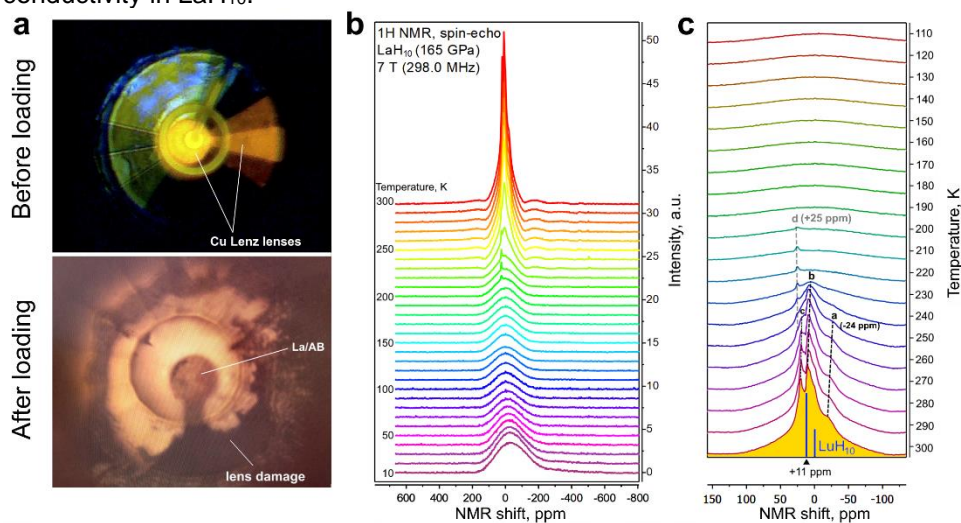 conductivity in LaH10.
a
Before loading
Cu Lenz lenses
After loading
La/AB
lens damage
b
1H NMR, spin-echo
LaH10 (165 GPa)
7 T (298.0 MHz)
Temperature, K
300
250
200
150
100
50
10
50
45
40
35
30
25
20
15
10
5
0
Intensity, a.u.
600 400 200 0 -200 -400 -600 -800
NMR shift, ppm
c
110
120
130
140
150
160
170
180
190
200
210
220
230
240
250
260
270
280
290
300
Temperature, K
d (+25 ppm)
b
c
a
(-24 ppm)
LuH10
+11 ppm
150 100 50 0 -50 -100
NMR shift, ppm